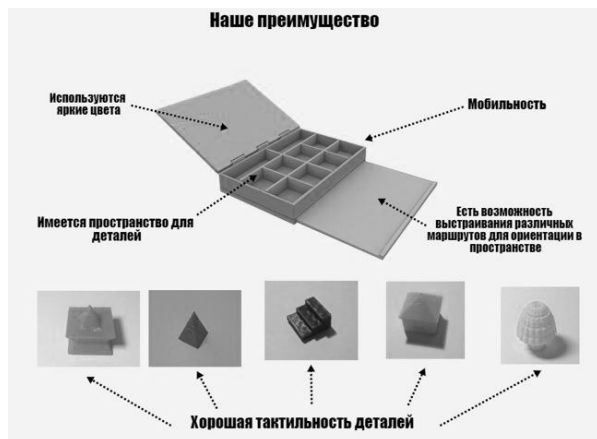 Наше преимущество
Используются
яркие цвета
Мобильность
Имеется пространство для
деталей
Есть возможность
выстраивания различных
маршрутов для ориентации в
пространстве
Хорошая тактильность деталей